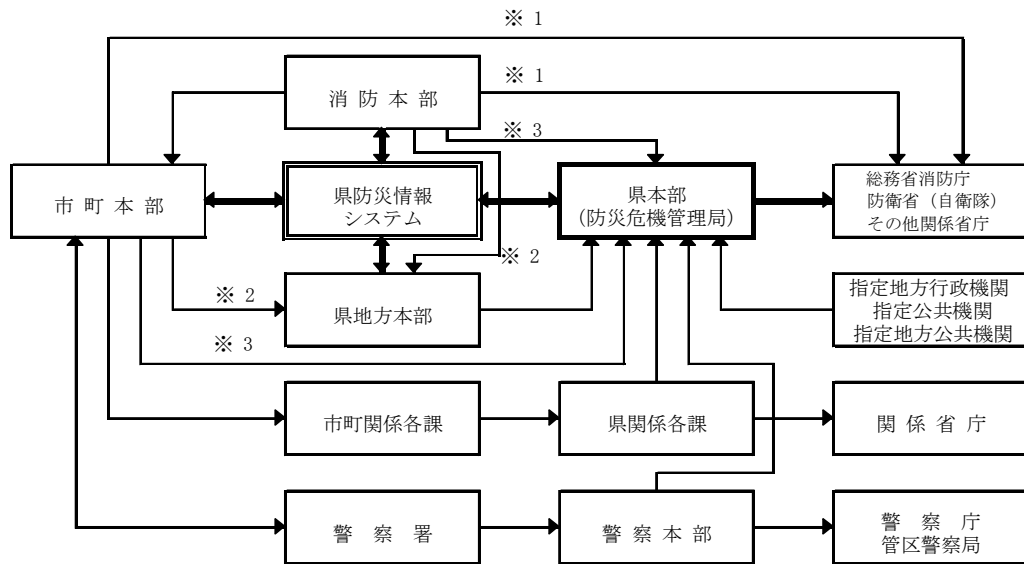 ※ 1
消 防 本 部
※ 1
※ 3
市 町 本 部
県防災情報
システム
県本部
（防災危機管理局）
総務省消防庁
防衛省（自衛隊）
その他関係省庁
※ 2
※ 2
県地方本部
指定地方行政機関
指定公共機関
指定地方公共機関
※ 3
市町関係各課
県関係各課
関 係 省 庁
警 察 署
警 察 本 部
警 察 庁
管区警察局